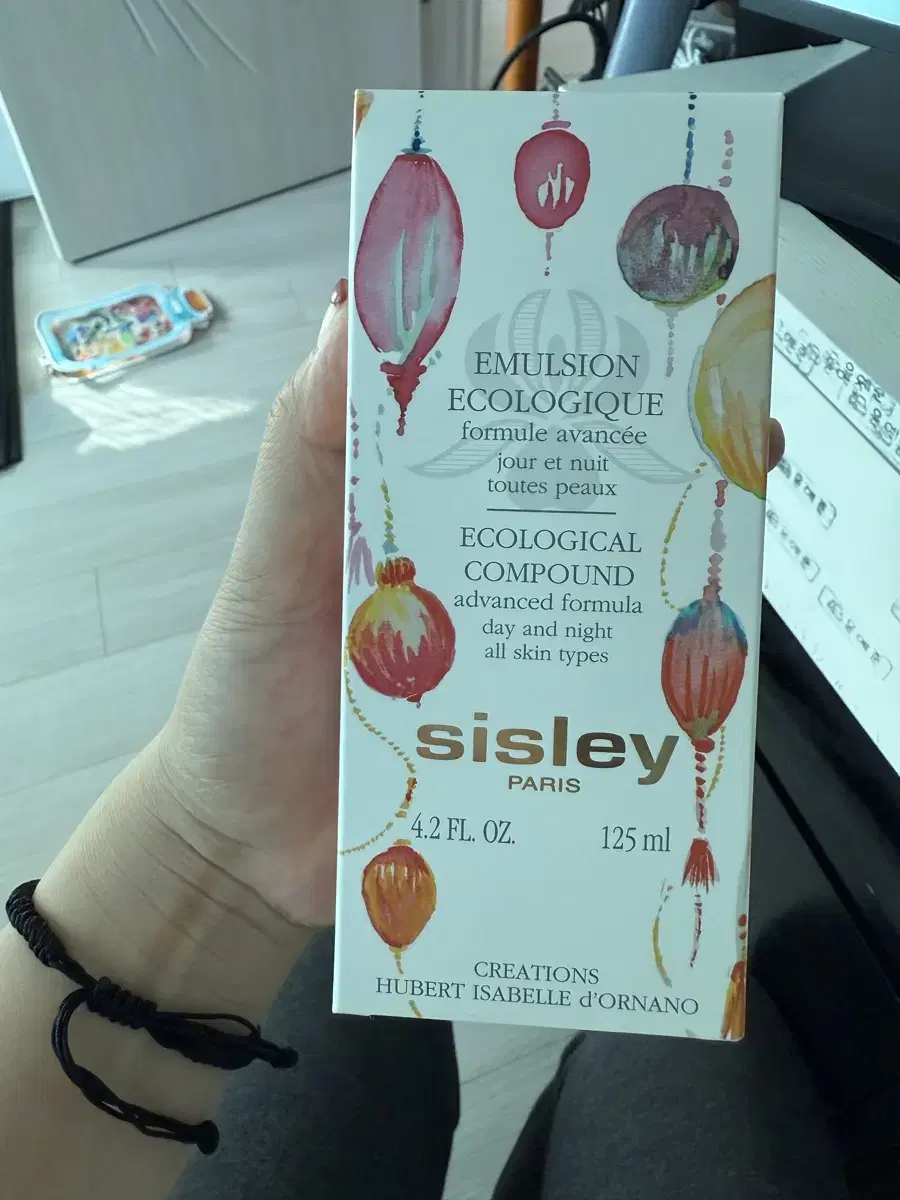 EMULSION
ECOLOGIQUE
formule avancée
jour et nuit
toutes peaux
ECOLOGICAL
COMPOUND
advanced formula
day and night
all skin types
sisley
PARIS
4.2 FL. OZ. 125 ml
CREATIONS
HUBERT ISABELLE d'ORNANO